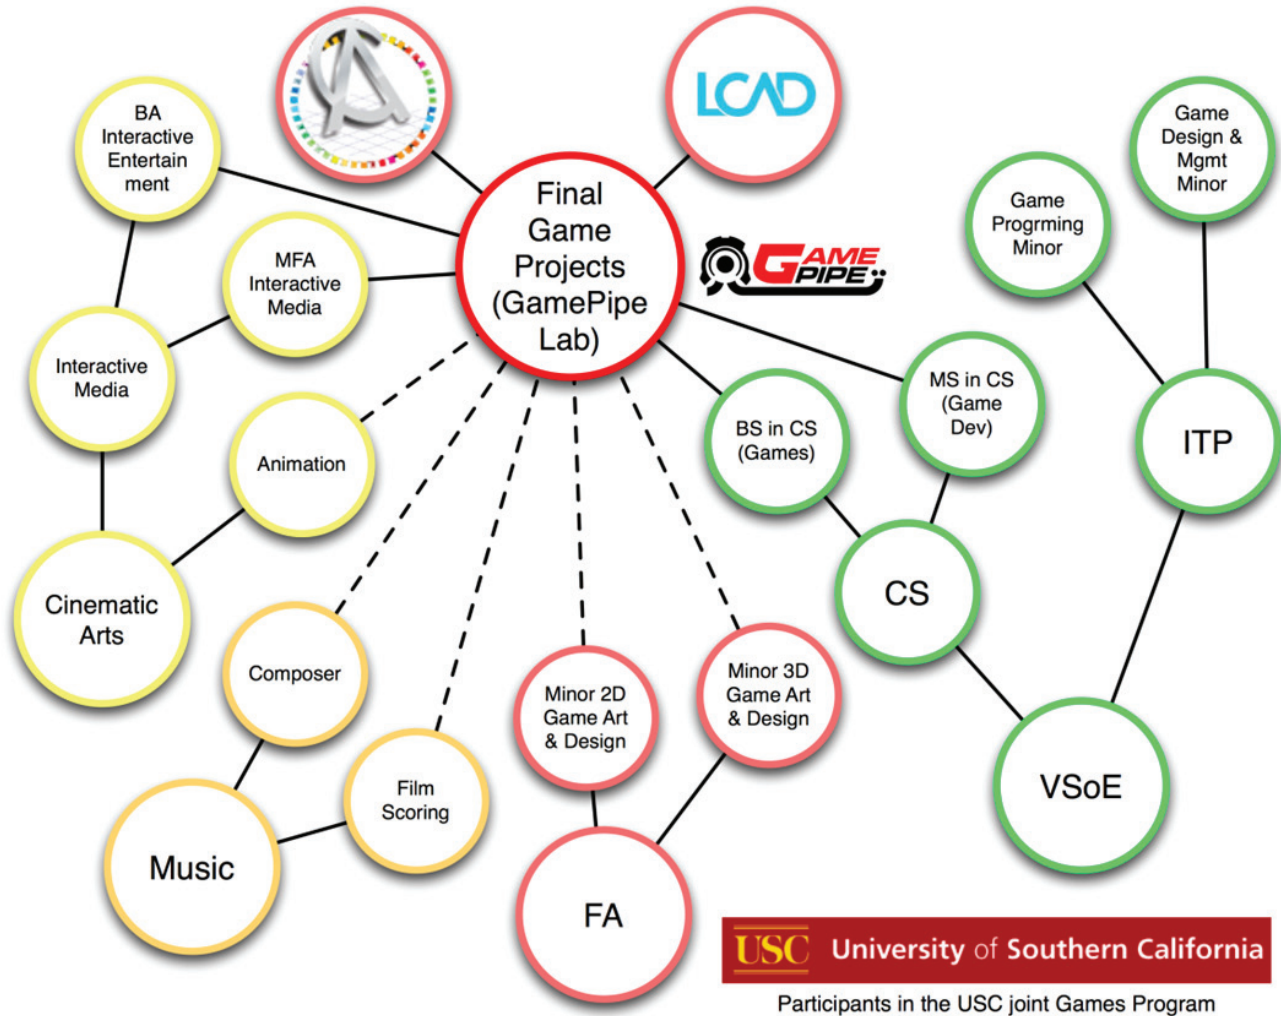 LCAD
BA
Interactive
Entertain
ment
Game
Design &
Mgmt
Minor
Final
Game
Projects
(GamePipe
Lab)
Game
Progrming
Minor
GAME
PIPE
MFA
Interactive
Media
Interactive
Media
MS in CS
(Game
Dev)
BS in CS
(Games)
ITP
Animation
Cinematic
Arts
CS
Composer
Minor 2D
Game Art
& Design
Minor 3D
Game Art
& Design
Film
Scoring
VSoE
Music
FA
USC University of Southern California
Participants in the USC joint Games Program